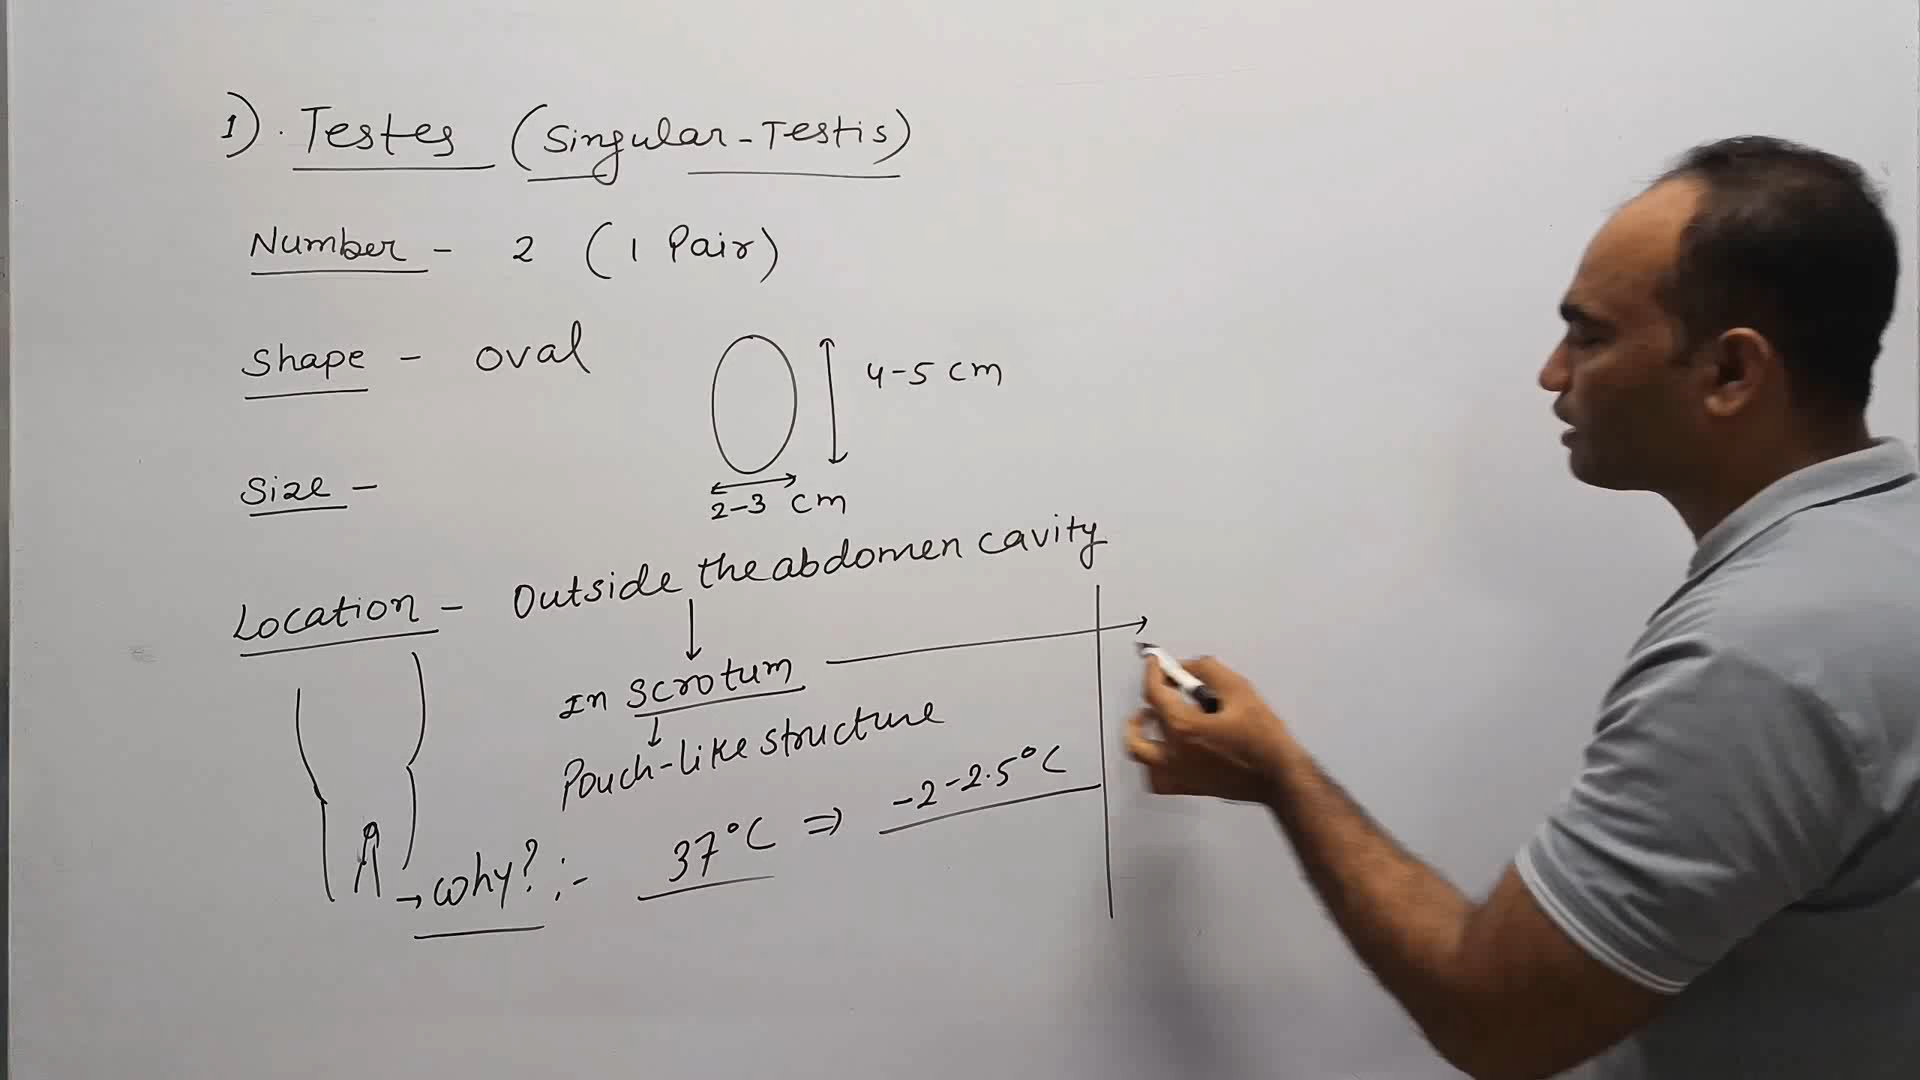 1). Testes (Singular-Testis)
Number - 2 (1 Pair)
Shape - oval
4-5 cm
Size -
2-3 cm
Location - Outside the abdomen cavity
In Scrotum
Pouch-like structure
→ why? :- 37°C ⇒ -2-2.5°C